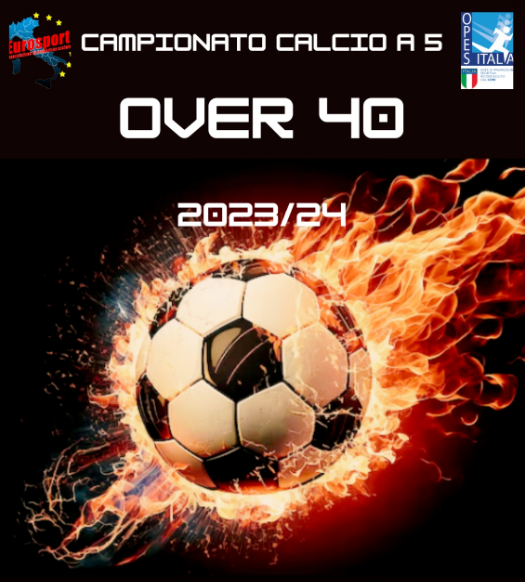 Eurosport
CAMPIONATO CALCIO A 5
OPES ITALIA
OVER 40
2023/24